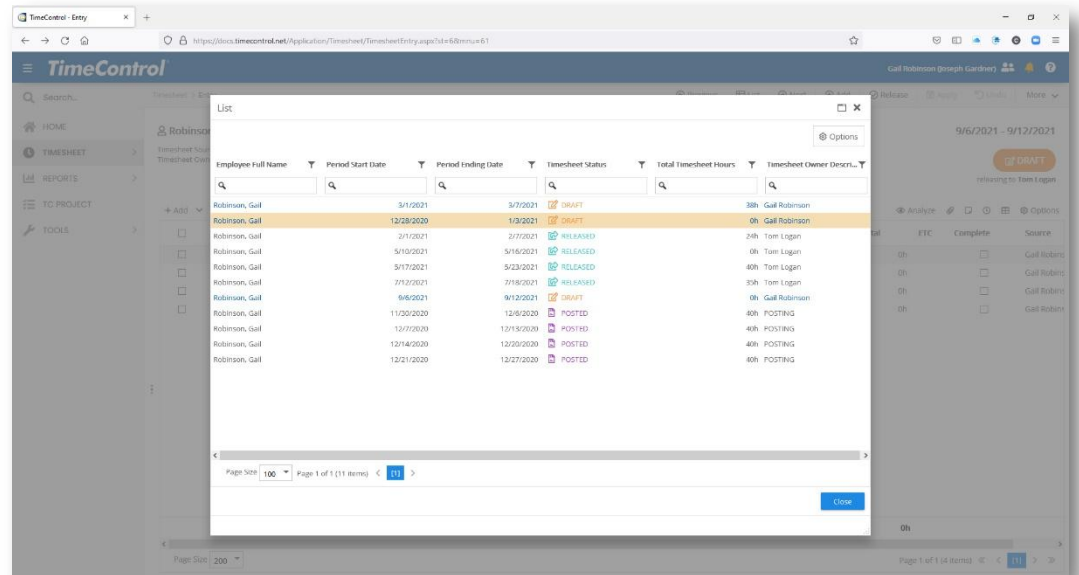 TimeControl - Entry
https://docs.timecontrol.net/Application/Timesheet/TimesheetEntry.aspx?st=6&mnu=61
TimeControl
Gail Robinson (Joseph Gardner)
Search...
Timesheet >
Release
More
List
HOME
Robinson
9/6/2021 - 9/12/2021
Options
TIMESHEET
DRAFT
Employee Full Name Period Start Date Period Ending Date Timesheet Status Total Timesheet Hours Timesheet Owner Descri...
REPORTS
releasing to Tom Logan
TC PROJECT
Robinson, Gail 3/1/2021 3/7/2021 DRAFT 38h Gail Robinson
+ Add Analyze Options
Robinson, Gail 12/28/2020 1/3/2021 DRAFT 0h Gail Robinson
TOOLS
ETC Complete Source
Robinson, Gail 2/1/2021 2/7/2021 RELEASED 24h Tom Logan
Robinson, Gail 5/10/2021 5/16/2021 RELEASED 0h Tom Logan
0h
Robinson, Gail 5/17/2021 5/23/2021 RELEASED 40h Tom Logan
0h
Robinson, Gail 7/12/2021 7/18/2021 RELEASED 35h Tom Logan
0h
Robinson, Gail 9/6/2021 9/12/2021 DRAFT 0h Gail Robinson
0h
Robinson, Gail 11/30/2020 12/6/2020 POSTED 40h POSTING
Robinson, Gail 12/7/2020 12/13/2020 POSTED 40h POSTING
Robinson, Gail 12/14/2020 12/20/2020 POSTED 40h POSTING
Robinson, Gail 12/21/2020 12/27/2020 POSTED 40h POSTING
Page Size 100 Page 1 of 1 (11 items) < [1] >
Close
0h
Page Size 200 Page 1 of 1 (4 items) [1]